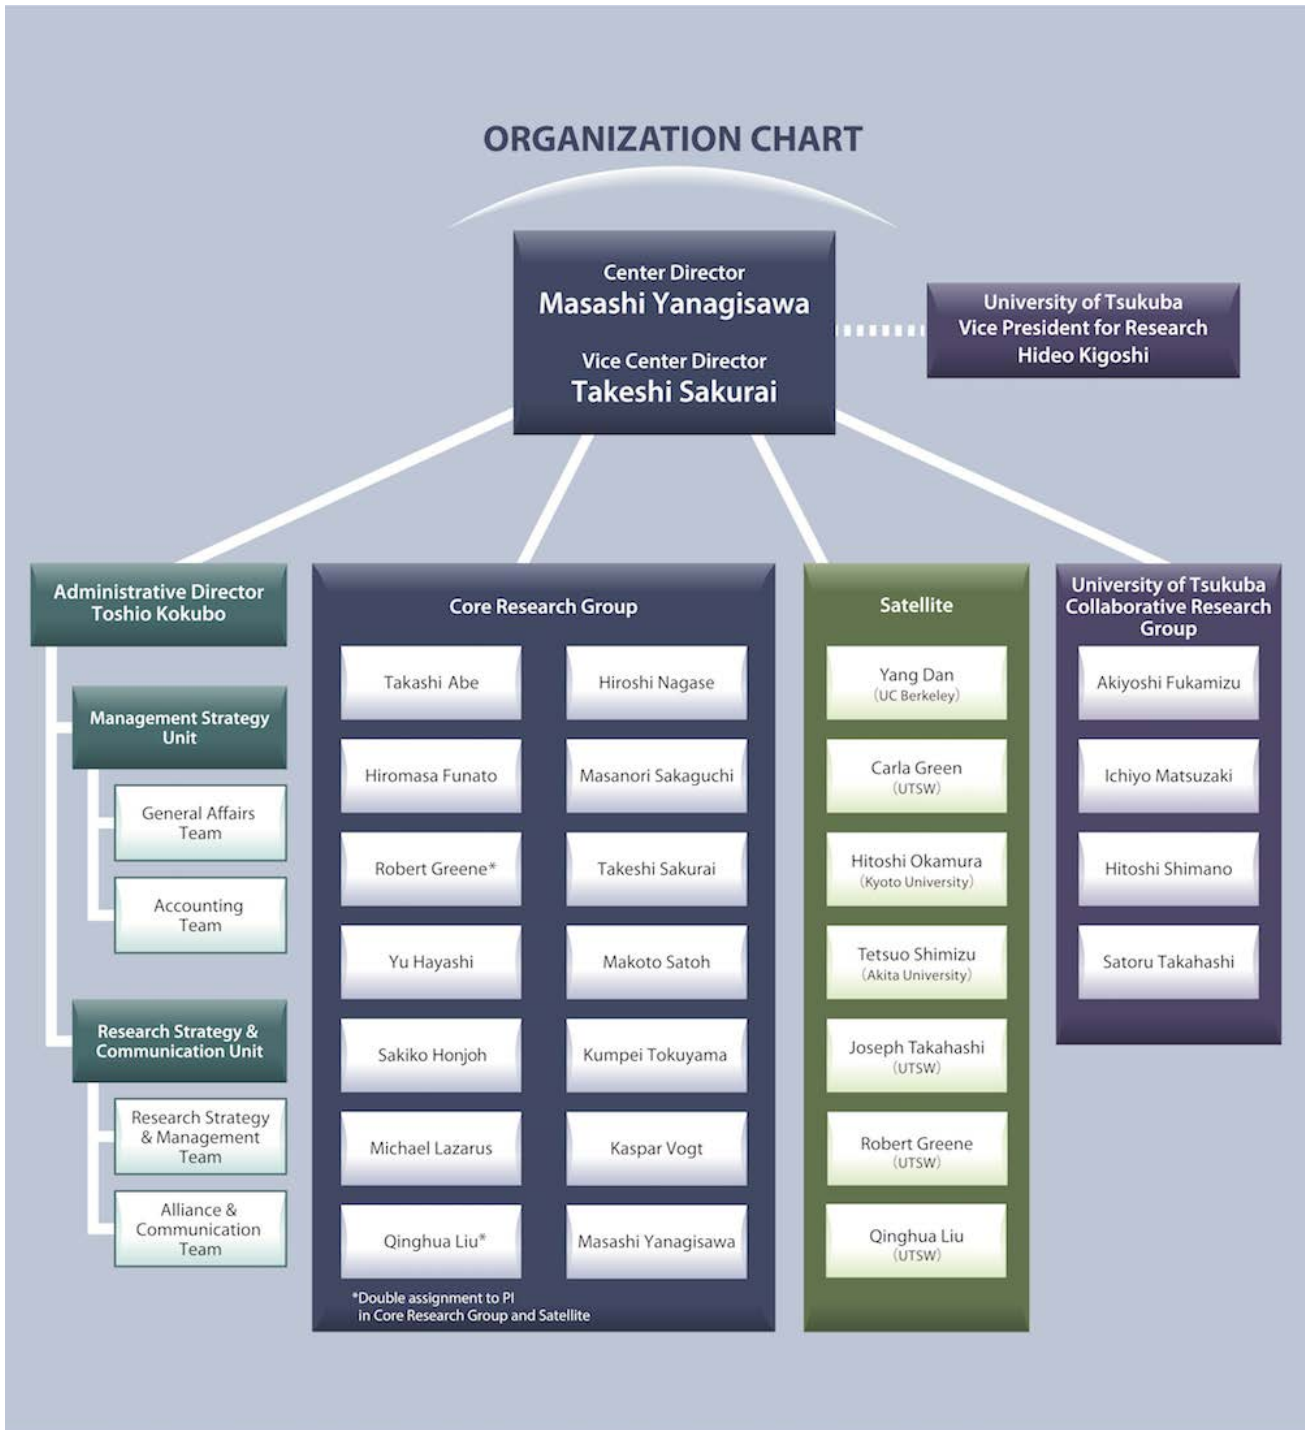 ORGANIZATION CHART
Center Director
Masashi Yanagisawa
Vice Center Director
Takeshi Sakurai
University of Tsukuba
Vice President for Research
Hideo Kigoshi
Administrative Director
Toshio Kokubo
Management Strategy
Unit
General Affairs
Team
Accounting
Team
Research Strategy &
Communication Unit
Research Strategy
& Management
Team
Alliance &
Communication
Team
Core Research Group
Takashi Abe
Hiroshi Nagase
Hiromasa Funato
Masanori Sakaguchi
Robert Greene*
Takeshi Sakurai
Yu Hayashi
Makoto Satoh
Sakiko Honjoh
Kumpei Tokuyama
Michael Lazarus
Kaspar Vogt
Qinghua Liu*
Masashi Yanagisawa
*Double assignment to PI
in Core Research Group and Satellite
Satellite
Yang Dan
(UC Berkeley)
Carla Green
(UTSW)
Hitoshi Okamura
(Kyoto University)
Tetsuo Shimizu
(Akita University)
Joseph Takahashi
(UTSW)
Robert Greene
(UTSW)
Qinghua Liu
(UTSW)
University of Tsukuba
Collaborative Research
Group
Akiyoshi Fukamizu
Ichiyo Matsuzaki
Hitoshi Shimano
Satoru Takahashi